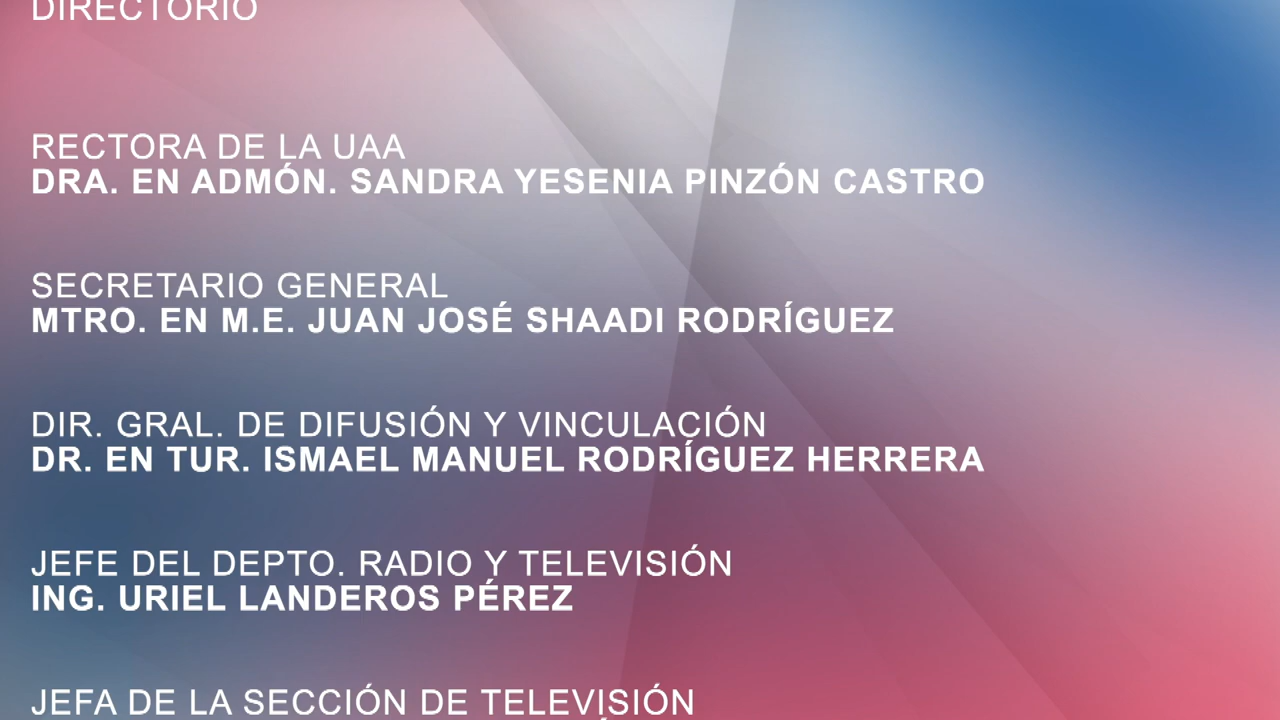 DIRECTORIO
RECTORA DE LA UAA
DRA. EN ADMÓN. SANDRA YESENIA PINZÓN CASTRO
SECRETARIO GENERAL
MTRO. EN M.E. JUAN JOSÉ SHAADI RODRÍGUEZ
DIR. GRAL. DE DIFUSIÓN Y VINCULACIÓN
DR. EN TUR. ISMAEL MANUEL RODRÍGUEZ HERRERA
JEFE DEL DEPTO. RADIO Y TELEVISIÓN
ING. URIEL LANDEROS PÉREZ
JEFA DE LA SECCIÓN DE TELEVISIÓN